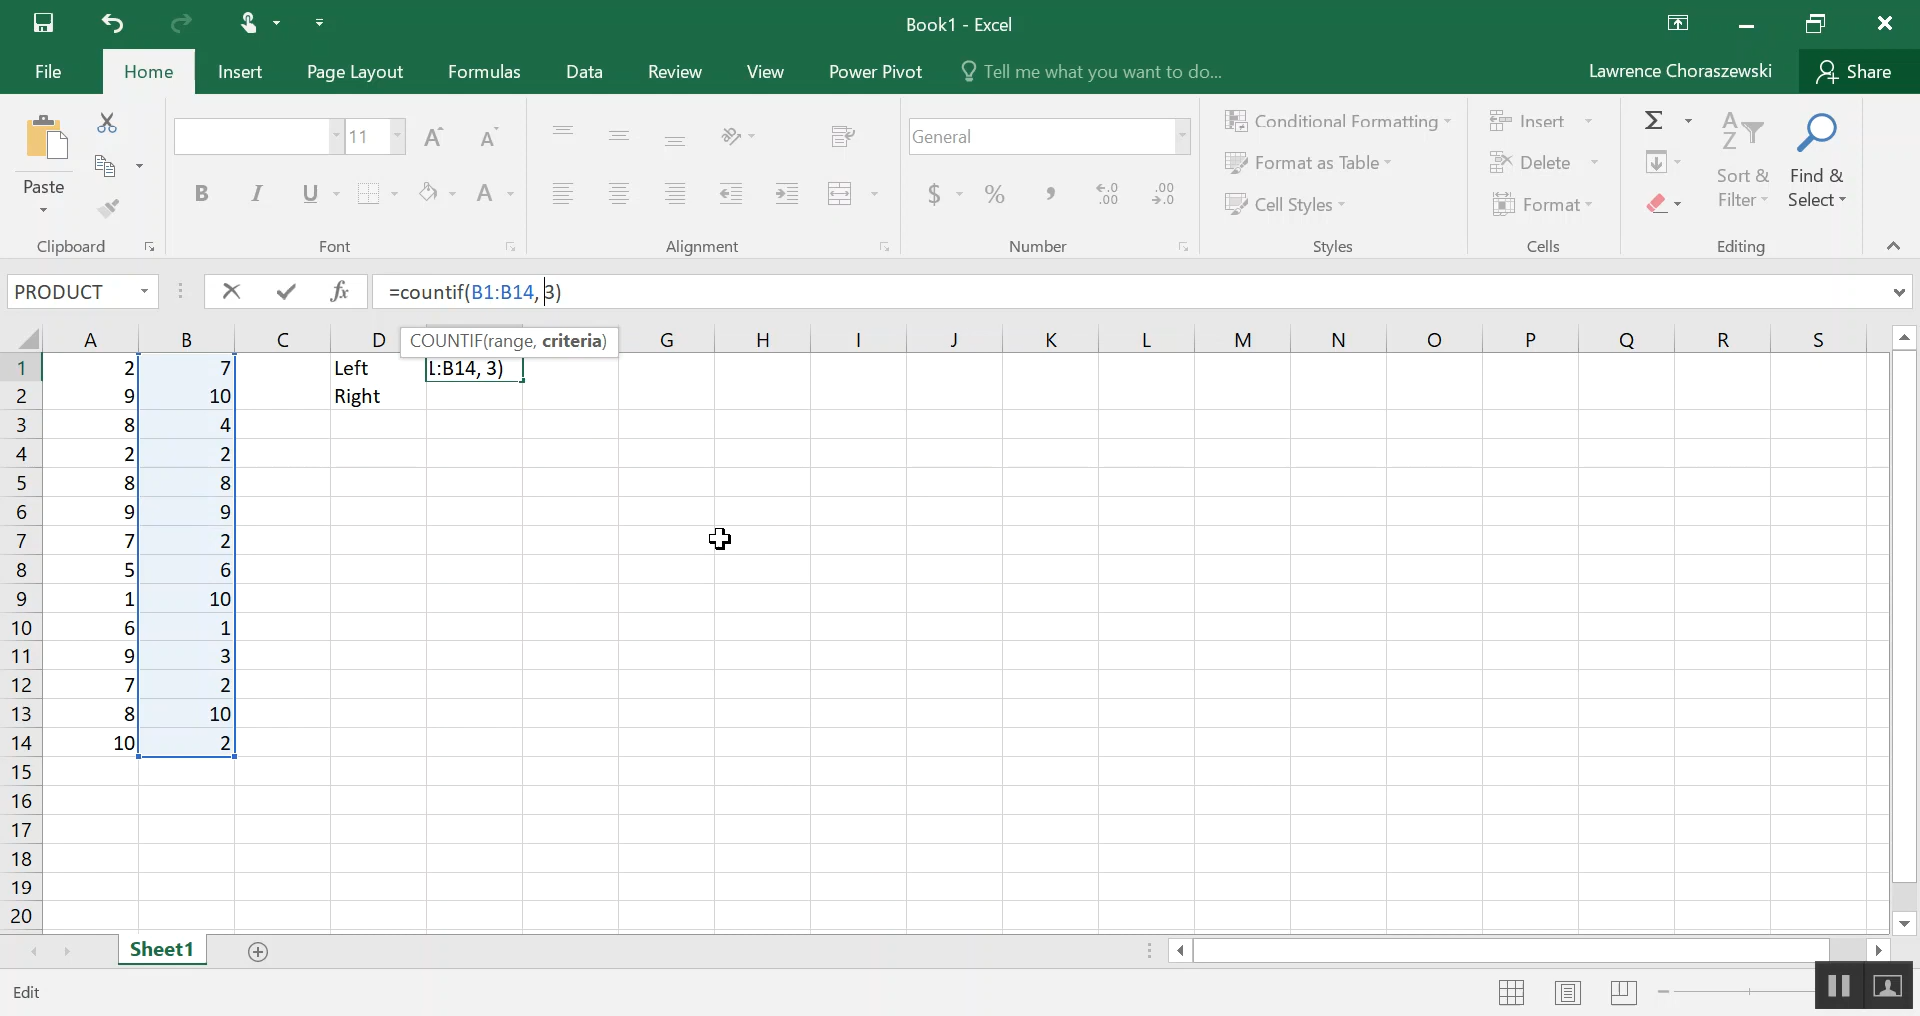 Book1 - Excel
File Home Insert Page Layout Formulas Data Review View Power Pivot Tell me what you want to do... Lawrence Choraszewski Share
Paste
Clipboard
11
B I U A
Font
Alignment
General
$ % , .0 .00
Number
Conditional Formatting
Format as Table
Cell Styles
Styles
Insert
Delete
Format
Cells
Σ
Sort & Filter
Find & Select
Editing
PRODUCT fx =countif(B1:B14, 3)
COUNTIF(range, criteria)
A B C D G H I J K L M N O P Q R S
1 2 7 Left L:B14, 3)
2 9 10 Right
3 8 4
4 2 2
5 8 8
6 9 9
7 7 2
8 5 6
9 1 10
10 6 1
11 9 3
12 7 2
13 8 10
14 10 2
15
16
17
18
19
20
Sheet1
Edit